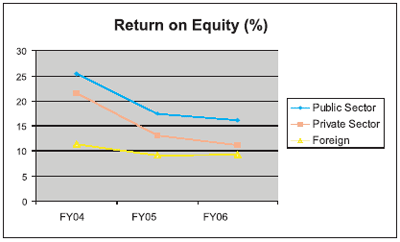 Return on Equity (%)
30
25
20
15
10
5
0
FY04 FY05 FY06
Public Sector
Private Sector
Foreign